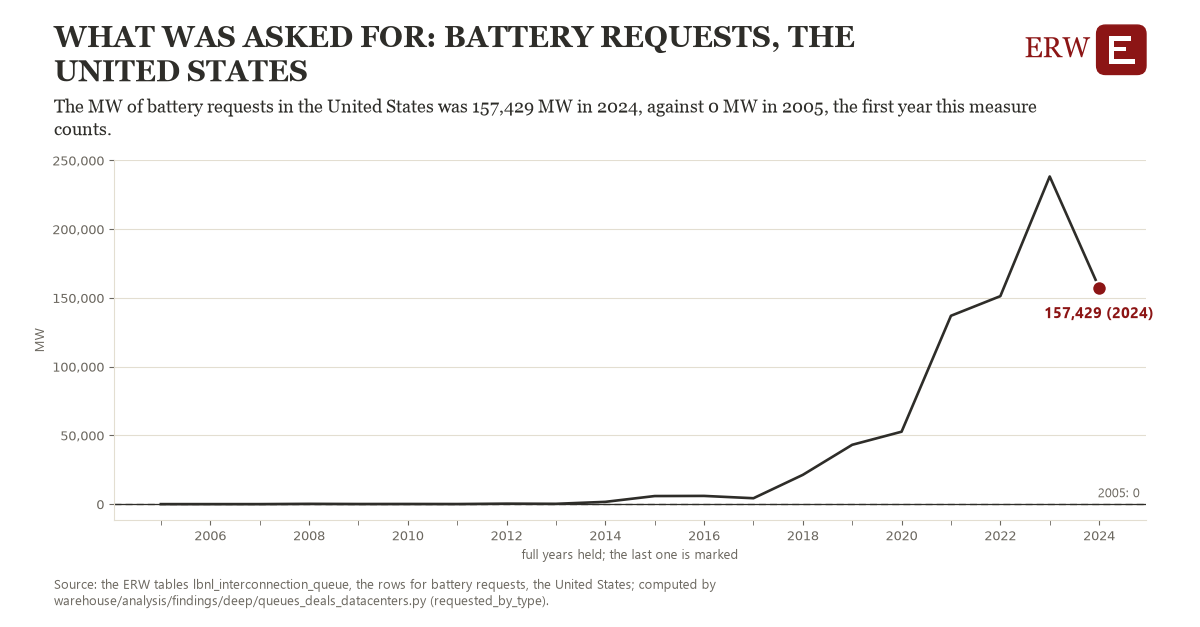 WHAT WAS ASKED FOR: BATTERY REQUESTS, THE
UNITED STATES
ERW E
The MW of battery requests in the United States was 157,429 MW in 2024, against 0 MW in 2005, the first year this measure
counts.
250,000
200,000
150,000
100,000
50,000
0
MW
157,429 (2024)
2005: 0
2006 2008 2010 2012 2014 2016 2018 2020 2022 2024
full years held; the last one is marked
Source: the ERW tables lbnl_interconnection_queue, the rows for battery requests, the United States; computed by
warehouse/analysis/findings/deep/queues_deals_datacenters.py (requested_by_type).